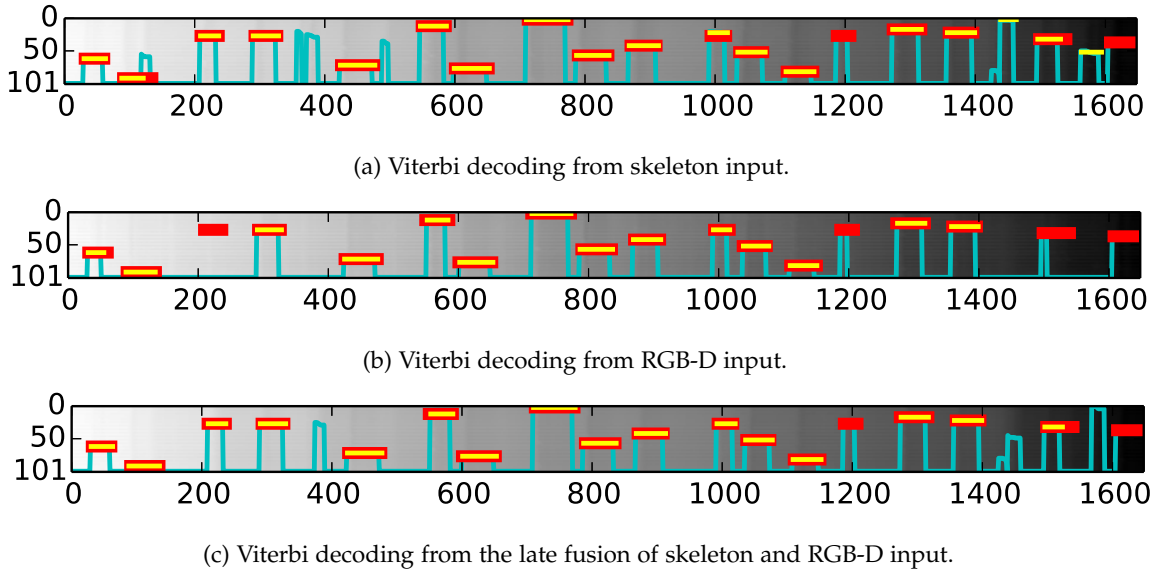 0
50
101
0 200 400 600 800 1000 1200 1400 1600
(a) Viterbi decoding from skeleton input.
0
50
101
0 200 400 600 800 1000 1200 1400 1600
(b) Viterbi decoding from RGB-D input.
0
50
101
0 200 400 600 800 1000 1200 1400 1600
(c) Viterbi decoding from the late fusion of skeleton and RGB-D input.